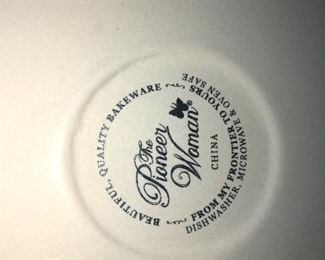 BEAUTIFUL, QUALITY BAKEWARE
The
Pioneer
Woman®
CHINA
FROM MY FRONTIER TO YOURS
DISHWASHER, MICROWAVE & OVEN SAFE